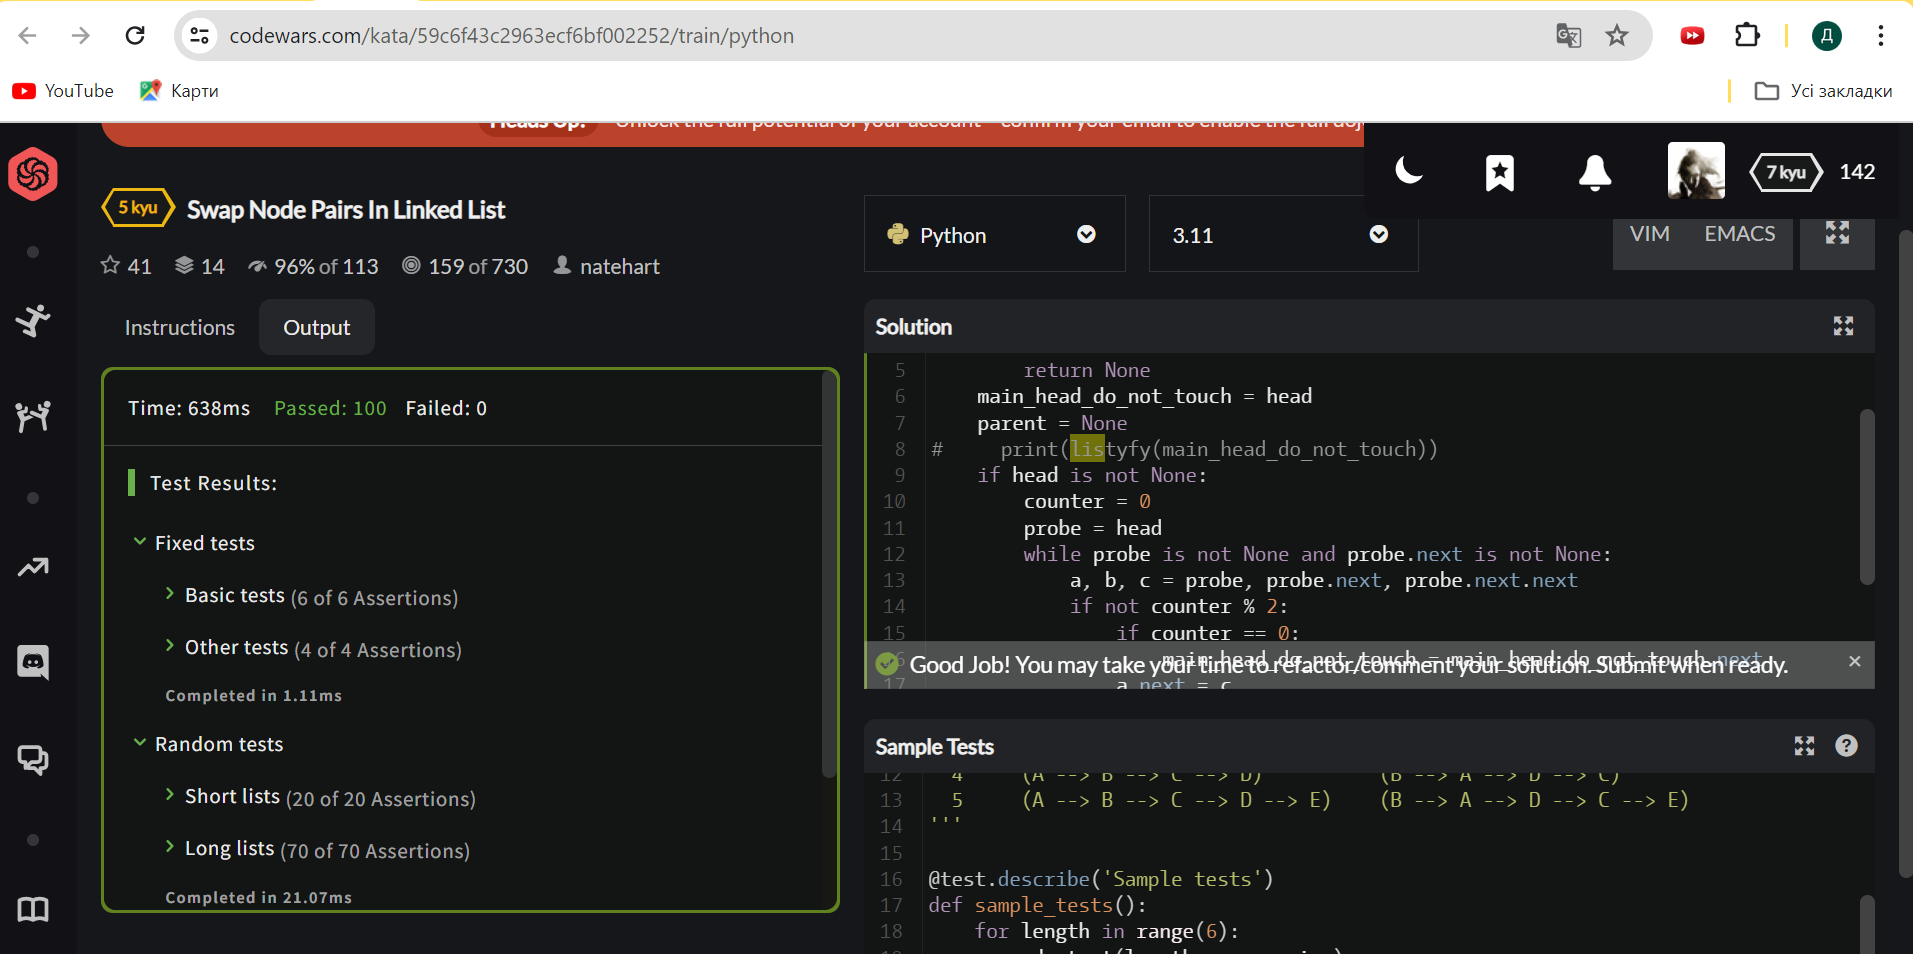 codewars.com/kata/59c6f43c2963ecf6bf002252/train/python
Д
YouTube
Карти
Усі закладки
Heads Up! Unlock the full potential of your account - confirm your email to enable the full doj
7 kyu 142
5 kyu Swap Node Pairs In Linked List
41 14 96% of 113 159 of 730 natehart
Instructions
Output
Time: 638ms Passed: 100 Failed: 0
Test Results:
Fixed tests
Basic tests (6 of 6 Assertions)
Other tests (4 of 4 Assertions)
Completed in 1.11ms
Random tests
Short lists (20 of 20 Assertions)
Long lists (70 of 70 Assertions)
Completed in 21.07ms
Python
3.11
VIM EMACS
Solution
5 return None
6 main_head_do_not_touch = head
7 parent = None
8 # print(listyfy(main_head_do_not_touch))
9 if head is not None:
10 counter = 0
11 probe = head
12 while probe is not None and probe.next is not None:
13 a, b, c = probe, probe.next, probe.next.next
14 if not counter % 2:
15 if counter == 0:
16 main_head_do_not_touch = main_head_do_not_touch.next
Good Job! You may take your time to refactor/comment your solution. Submit when ready.
17 a.next = c
Sample Tests
12 4 (A --> B --> C --> D) (B --> A --> D --> C)
13 5 (A --> B --> C --> D --> E) (B --> A --> D --> C --> E)
14 '''
15
16 @test.describe('Sample tests')
17 def sample_tests():
18 for length in range(6):